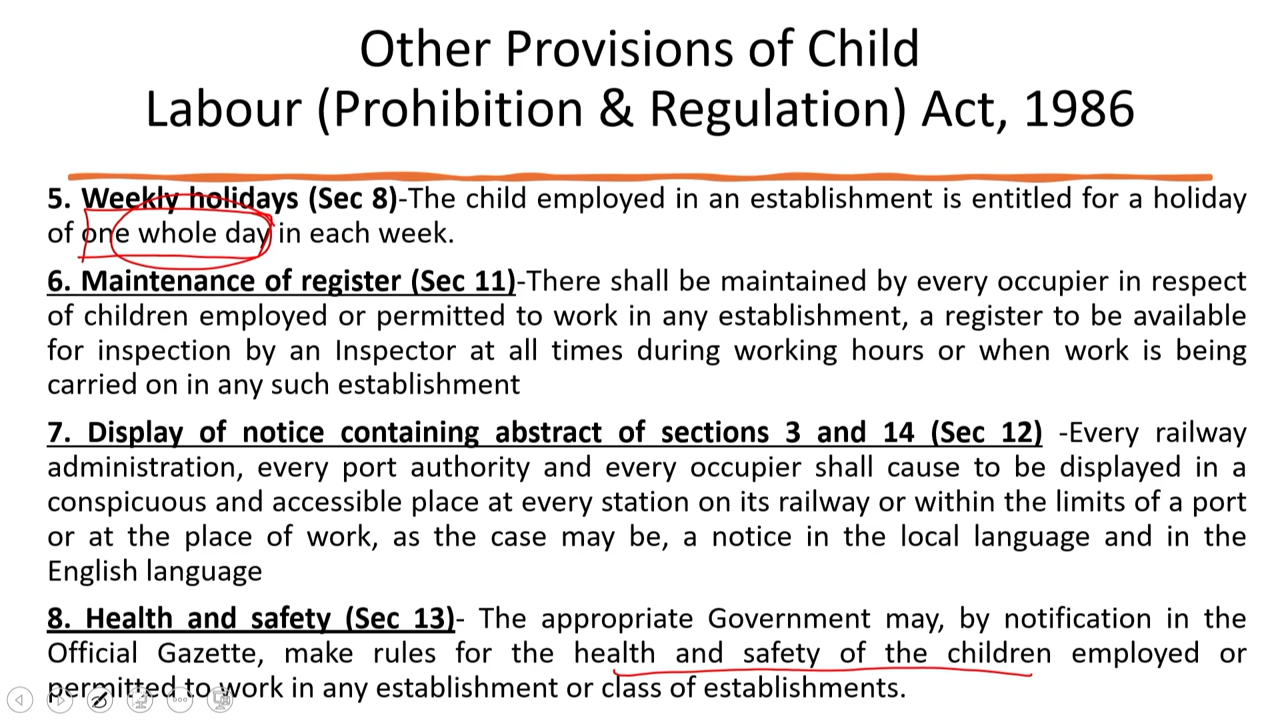 Other Provisions of Child
Labour (Prohibition & Regulation) Act, 1986
5. Weekly holidays (Sec 8)-The child employed in an establishment is entitled for a holiday
of one whole day in each week.
6. Maintenance of register (Sec 11)-There shall be maintained by every occupier in respect
of children employed or permitted to work in any establishment, a register to be available
for inspection by an Inspector at all times during working hours or when work is being
carried on in any such establishment
7. Display of notice containing abstract of sections 3 and 14 (Sec 12) -Every railway
administration, every port authority and every occupier shall cause to be displayed in a
conspicuous and accessible place at every station on its railway or within the limits of a port
or at the place of work, as the case may be, a notice in the local language and in the
English language
8. Health and safety (Sec 13)- The appropriate Government may, by notification in the
Official Gazette, make rules for the health and safety of the children employed or
permitted to work in any establishment or class of establishments.